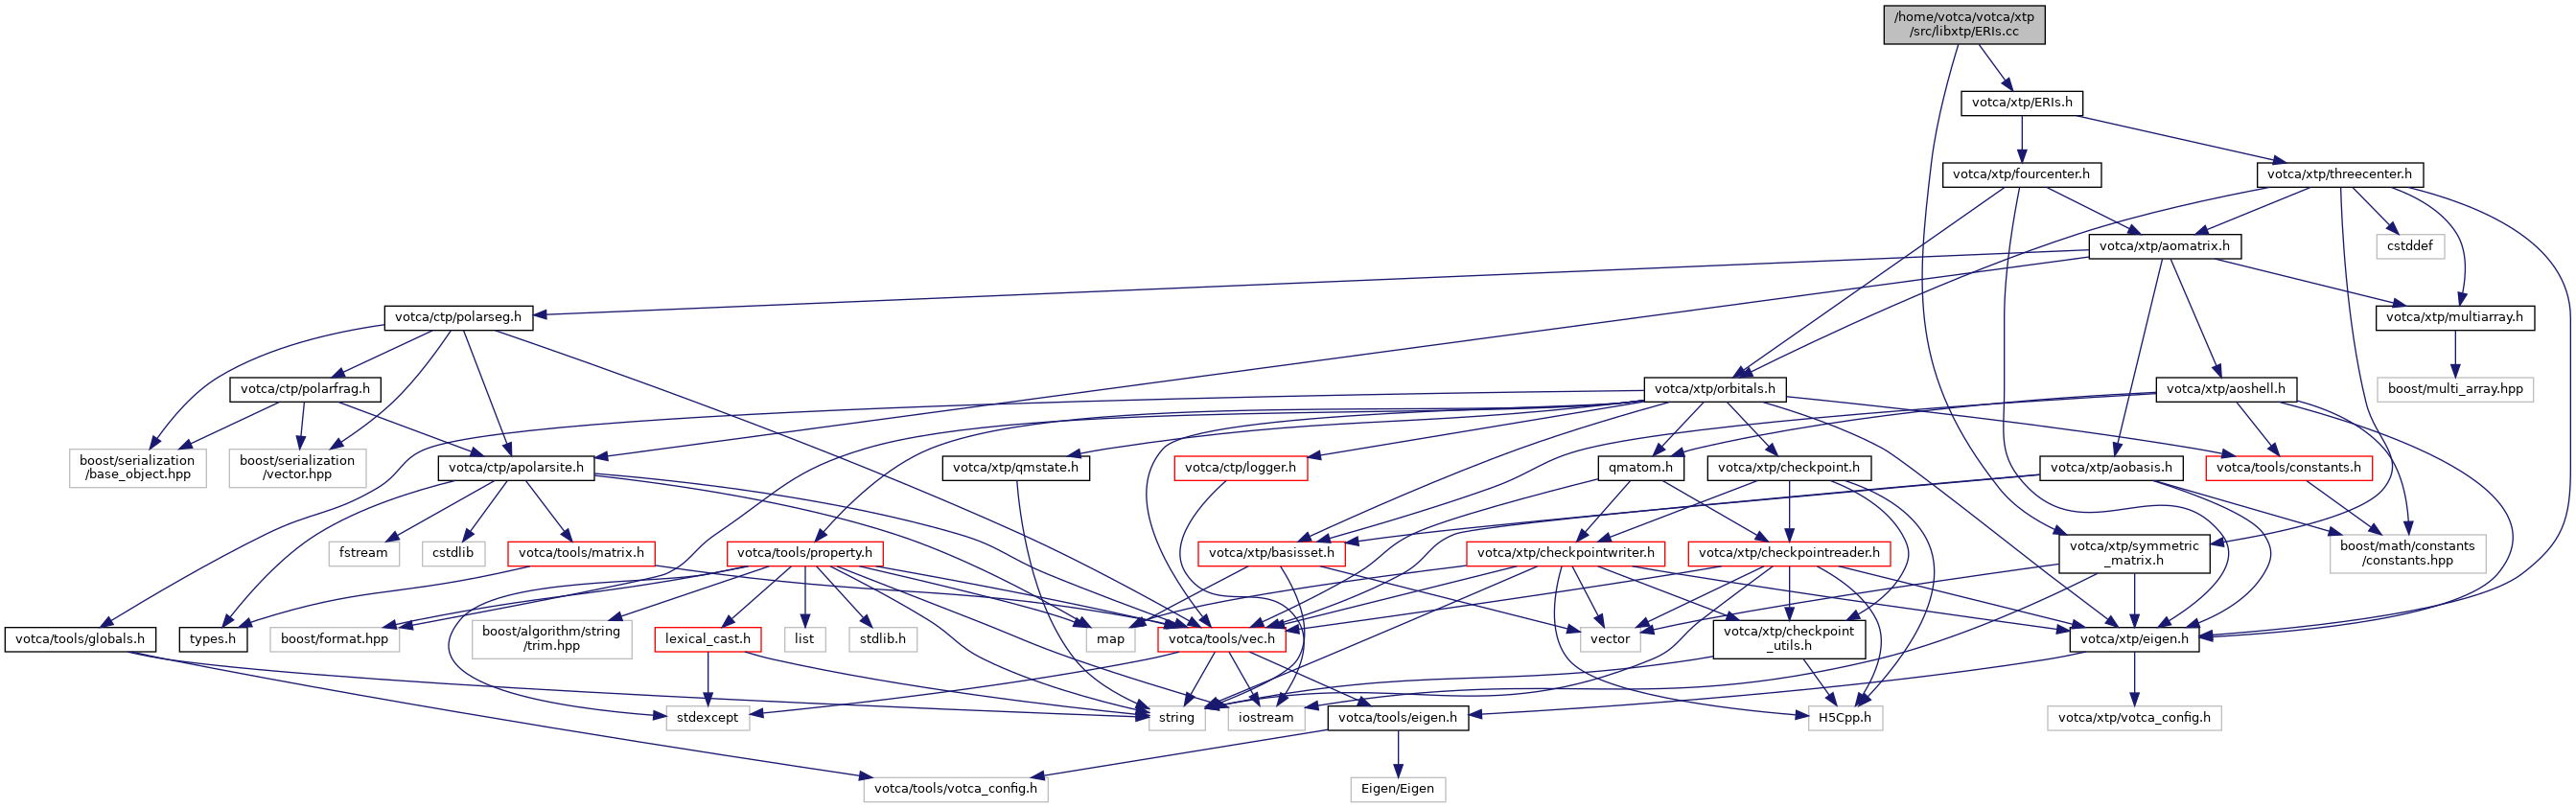 /home/votca/votca/xtp
/src/libxtp/ERIs.cc
votca/xtp/ERIs.h
votca/xtp/fourcenter.h
votca/xtp/threecenter.h
votca/xtp/aomatrix.h
cstddef
votca/ctp/polarseg.h
votca/xtp/multiarray.h
votca/ctp/polarfrag.h
votca/xtp/orbitals.h
votca/xtp/aoshell.h
boost/multi_array.hpp
boost/serialization
/base_object.hpp
boost/serialization
/vector.hpp
votca/ctp/apolarsite.h
votca/xtp/qmstate.h
votca/ctp/logger.h
qmatom.h
votca/xtp/checkpoint.h
votca/xtp/aobasis.h
votca/tools/constants.h
fstream
cstdlib
votca/tools/matrix.h
votca/tools/property.h
votca/xtp/basisset.h
votca/xtp/checkpointwriter.h
votca/xtp/checkpointreader.h
votca/xtp/symmetric
_matrix.h
boost/math/constants
/constants.hpp
votca/tools/globals.h
types.h
boost/format.hpp
boost/algorithm/string
/trim.hpp
lexical_cast.h
list
stdlib.h
map
votca/tools/vec.h
vector
votca/xtp/checkpoint
_utils.h
votca/xtp/eigen.h
stdexcept
string
iostream
votca/tools/eigen.h
H5Cpp.h
votca/xtp/votca_config.h
votca/tools/votca_config.h
Eigen/Eigen